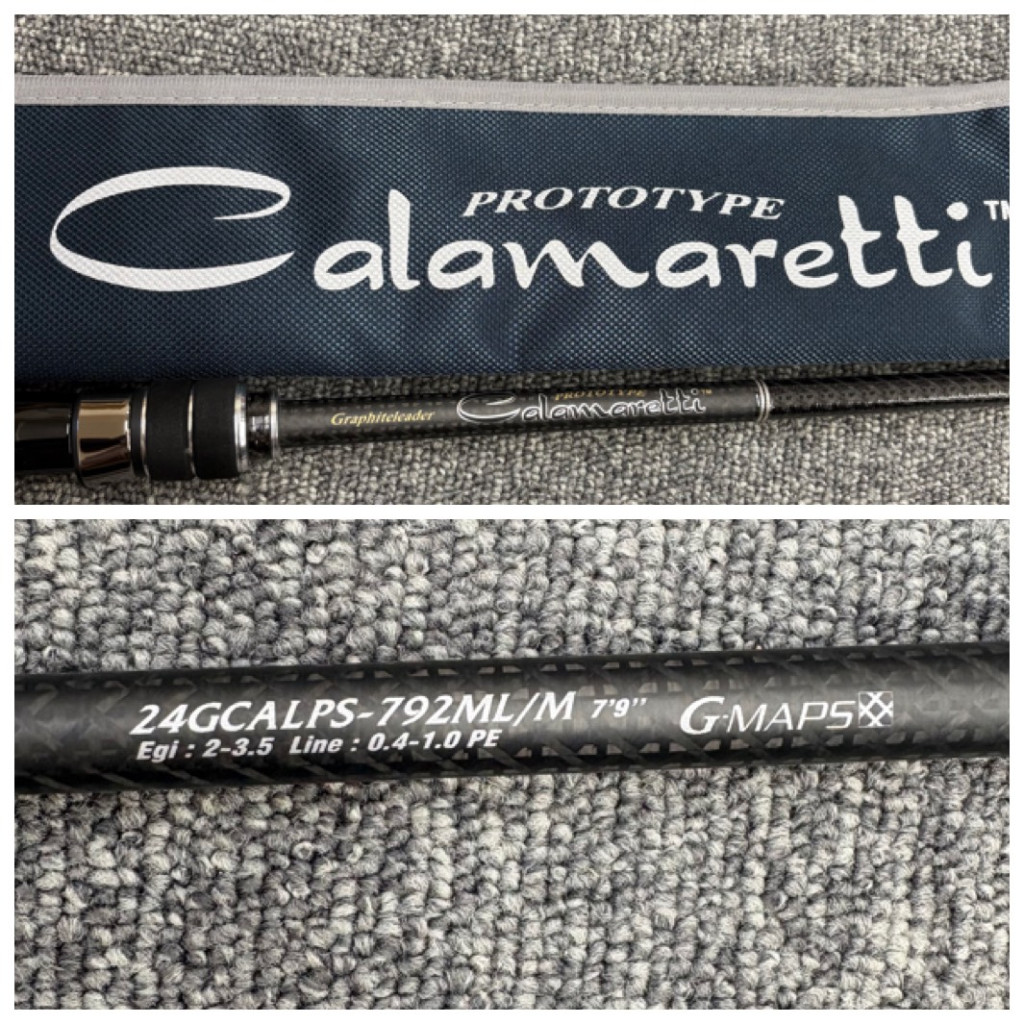 PROTOTYPE
Calamaretti™
Graphiteleader
PROTOTYPE
Calamaretti™
24GCALPS-792ML/M 7'9" G-MAPS
Egi : 2-3.5 Line : 0.4-1.0 PE